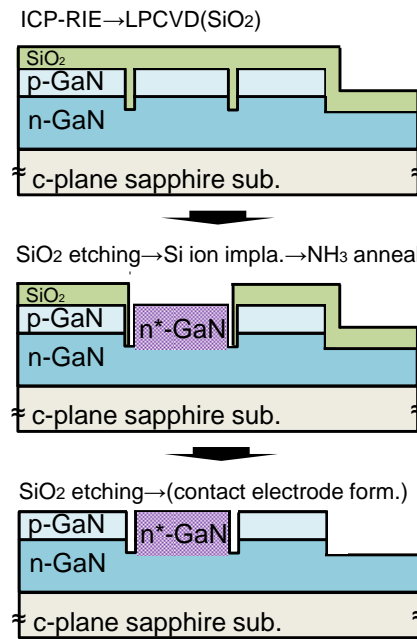 ICP-RIE→LPCVD(SiO₂)
SiO₂
p-GaN
n-GaN
≈ c-plane sapphire sub. ≈
SiO₂ etching→Si ion impla.→NH₃ anneal
SiO₂
p-GaN
n*-GaN
n-GaN
≈ c-plane sapphire sub. ≈
SiO₂ etching→(contact electrode form.)
p-GaN
n*-GaN
n-GaN
≈ c-plane sapphire sub. ≈